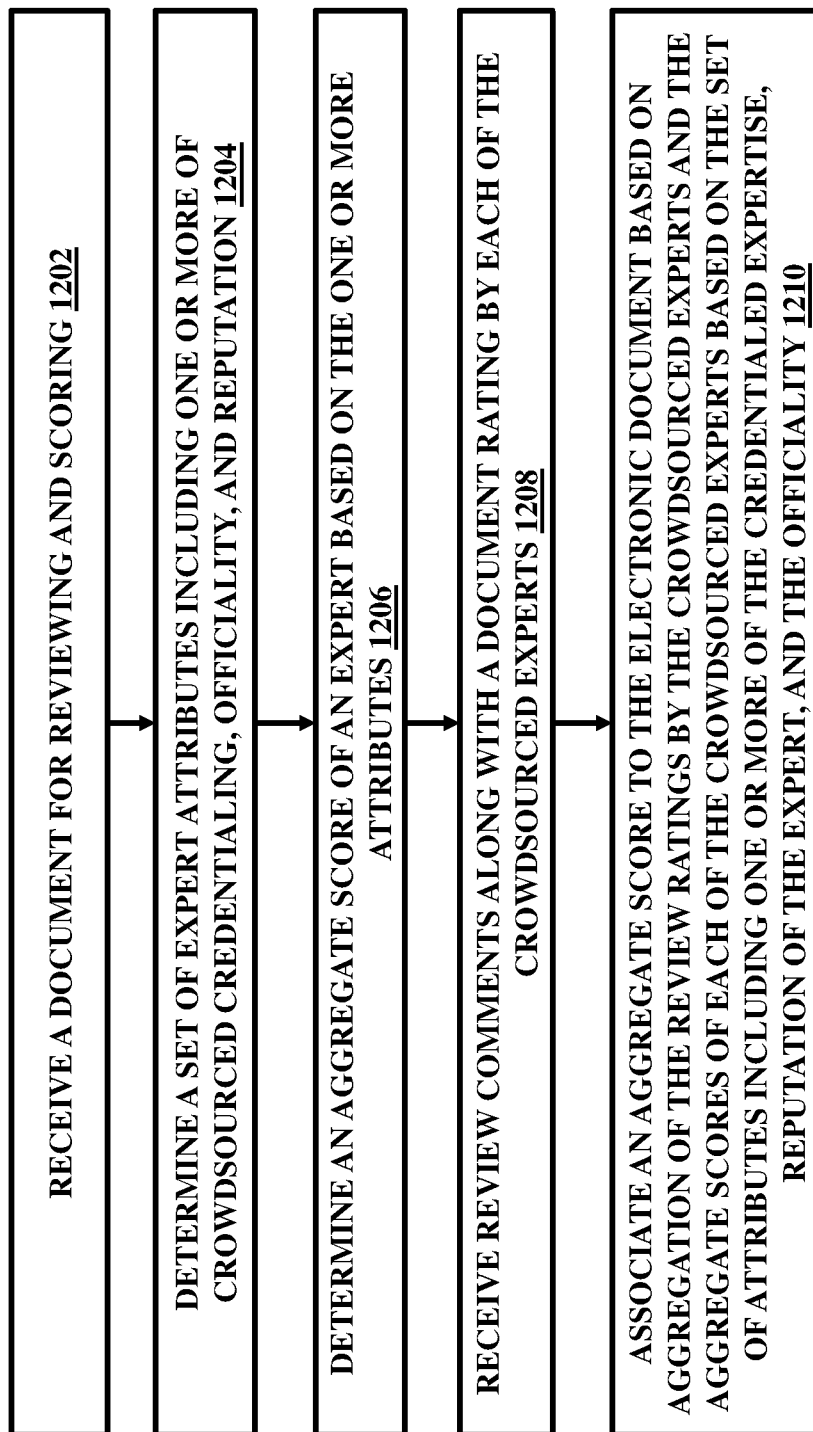 RECEIVE A DOCUMENT FOR REVIEWING AND SCORING 1202
DETERMINE A SET OF EXPERT ATTRIBUTES INCLUDING ONE OR MORE OF
CROWDSOURCED CREDENTIALING, OFFICIALITY, AND REPUTATION 1204
DETERMINE AN AGGREGATE SCORE OF AN EXPERT BASED ON THE ONE OR MORE
ATTRIBUTES 1206
RECEIVE REVIEW COMMENTS ALONG WITH A DOCUMENT RATING BY EACH OF THE
CROWDSOURCED EXPERTS 1208
ASSOCIATE AN AGGREGATE SCORE TO THE ELECTRONIC DOCUMENT BASED ON
AGGREGATION OF THE REVIEW RATINGS BY THE CROWDSOURCED EXPERTS AND THE
AGGREGATE SCORES OF EACH OF THE CROWDSOURCED EXPERTS BASED ON THE SET
OF ATTRIBUTES INCLUDING ONE OR MORE OF THE CREDENTIALED EXPERTISE,
REPUTATION OF THE EXPERT, AND THE OFFICIALITY 1210